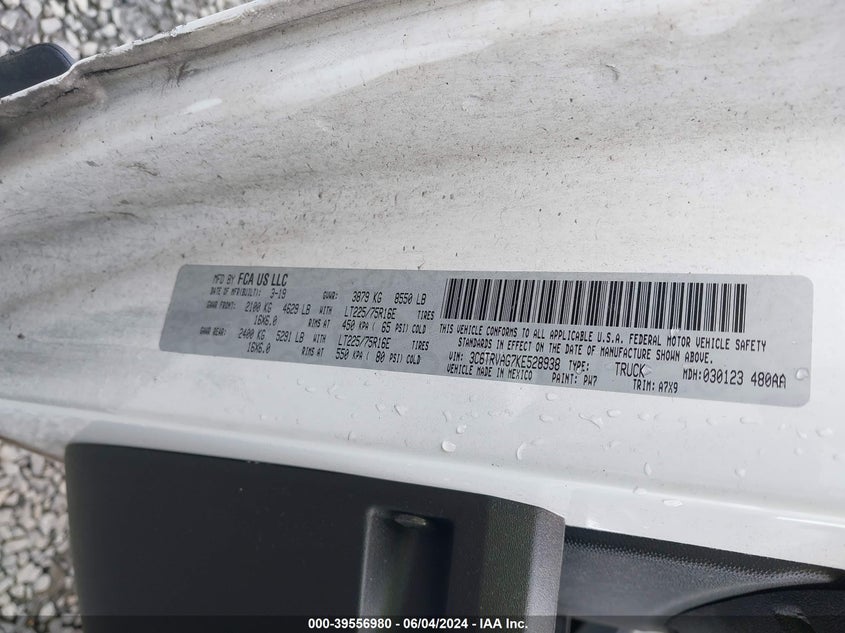 MFD BY FCA US LLC
DATE OF MFR(BUILT): 3-19 GVWR: 3879 KG 8550 LB
GAWR FRONT: 2100 KG 4629 LB WITH LT225/75R16E TIRES
16X6.0 RIMS AT 450 KPA ( 65 PSI) COLD
GAWR REAR: 2400 KG 5291 LB WITH LT225/75R16E TIRES
16X6.0 RIMS AT 550 KPA ( 80 PSI) COLD
THIS VEHICLE CONFORMS TO ALL APPLICABLE U.S.A. FEDERAL MOTOR VEHICLE SAFETY
STANDARDS IN EFFECT ON THE DATE OF MANUFACTURE SHOWN ABOVE.
VIN: 3C6TRVAG7KE528938 TYPE: TRUCK MDH: 030123 480AA
VEHICLE MADE IN MEXICO PAINT: PW7 TRIM: A7X9
000-39556980 - 06/04/2024 - IAA Inc.